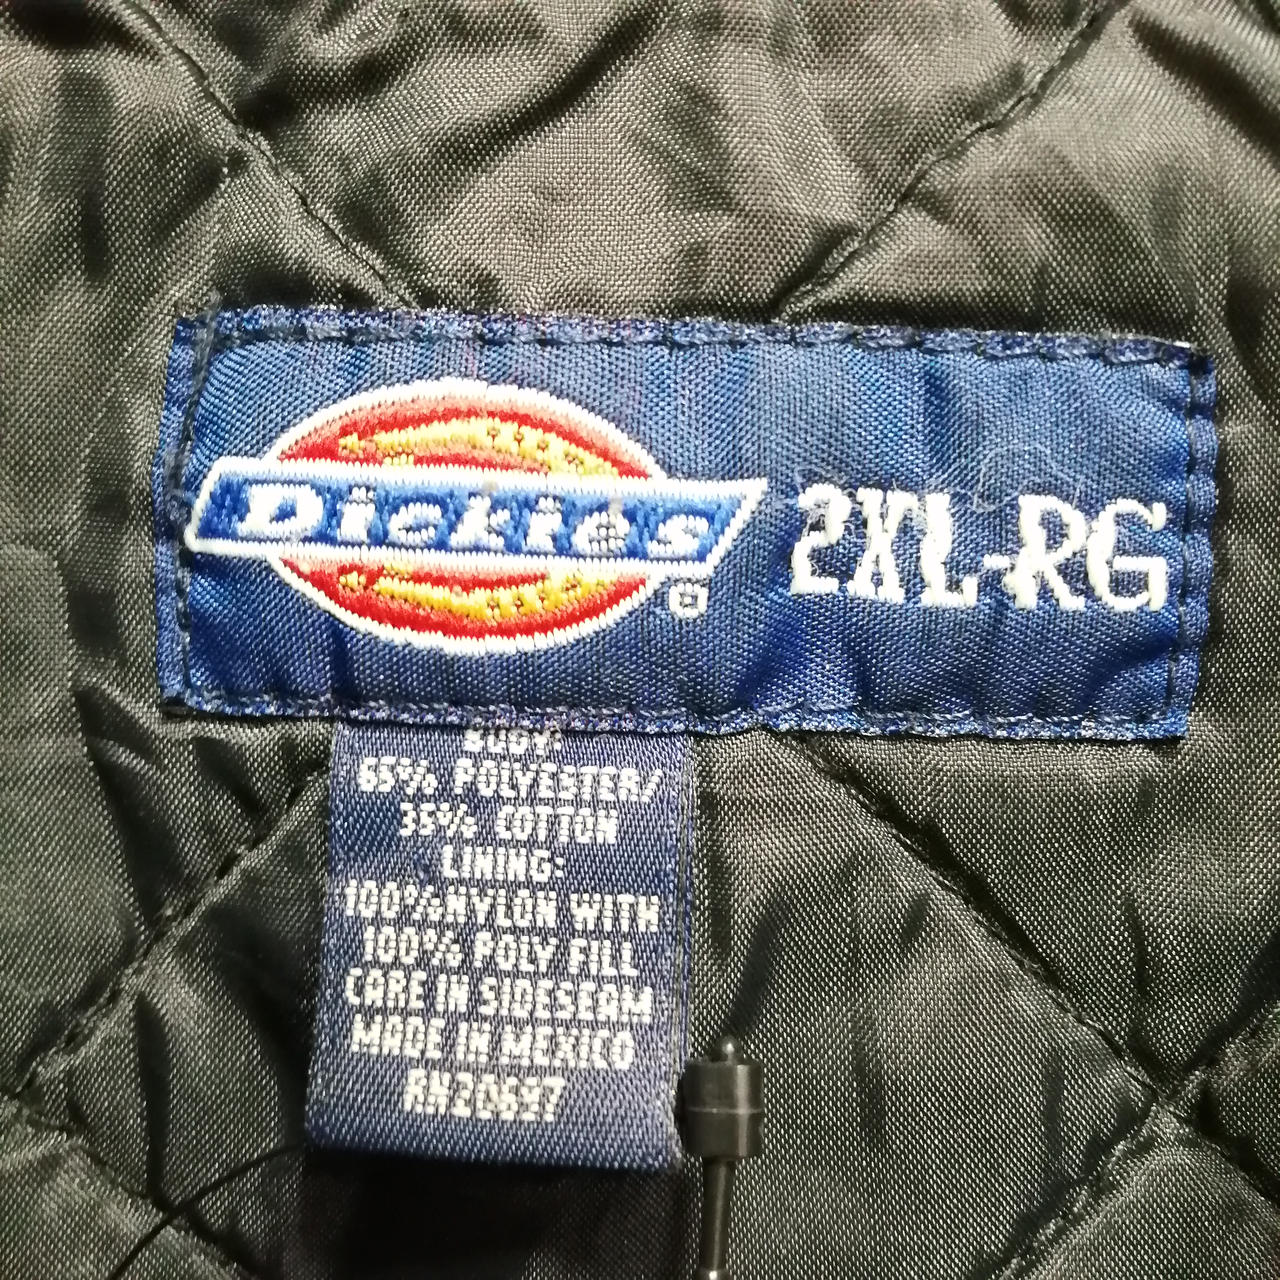 Dickies® 2XL-RG
BODY:
65% POLYESTER/
35% COTTON
LINING:
100% NYLON WITH
100% POLY FILL
CARE IN SIDESEAM
MADE IN MEXICO
RN20697